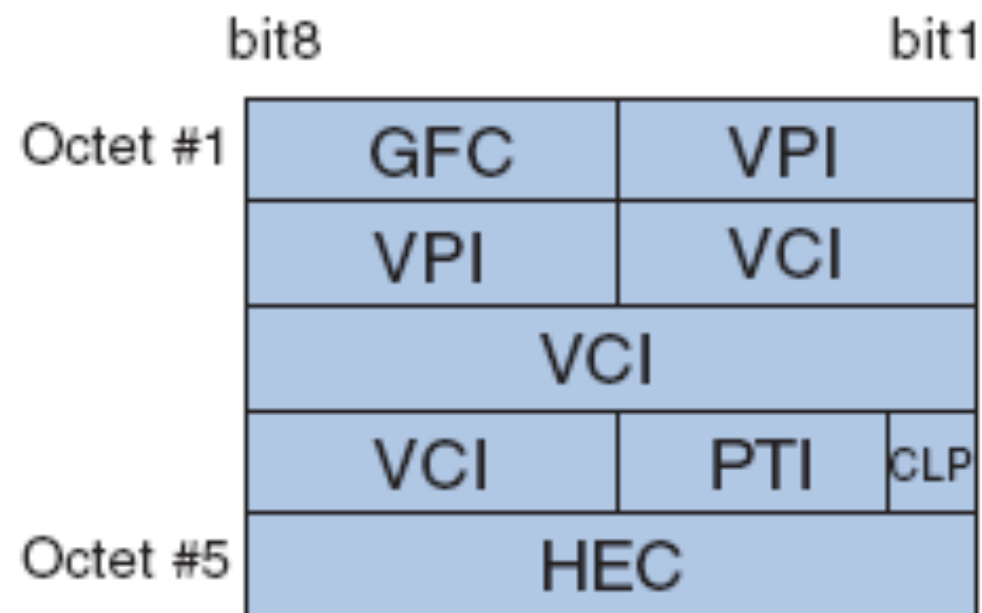 bit8 bit1
Octet #1 GFC VPI
VPI VCI
VCI
VCI PTI CLP
Octet #5 HEC